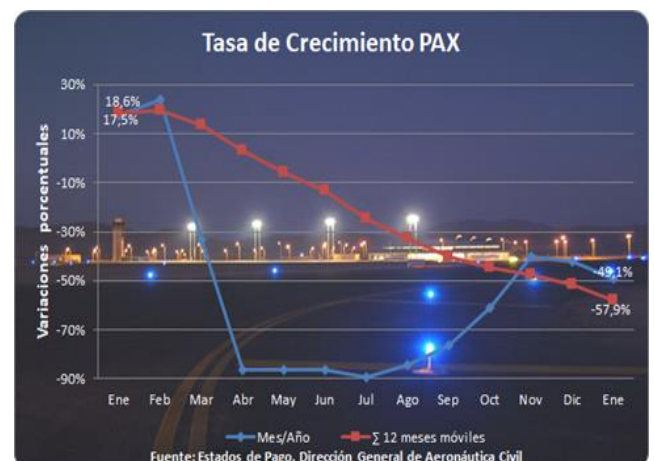 Tasa de Crecimiento PAX
Variaciones porcentuales
30%
10%
-10%
-30%
-50%
-70%
-90%
18,6%
17,5%
-49,1%
-57,9%
Ene Feb Mar Abr May Jun Jul Ago Sep Oct Nov Dic Ene
Mes/Año ∑ 12 meses móviles
Fuente: Estados de Pago, Dirección General de Aeronáutica Civil